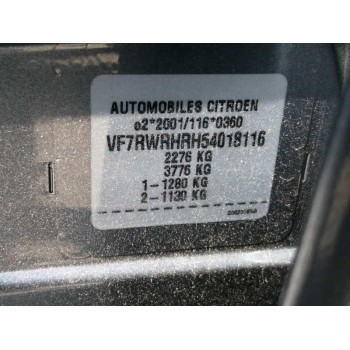 AUTOMOBILES CITROEN
e2*2001/116*0360
VF7RWRHRH54018116
2276 KG
3776 KG
1-1280 KG
2-1130 KG